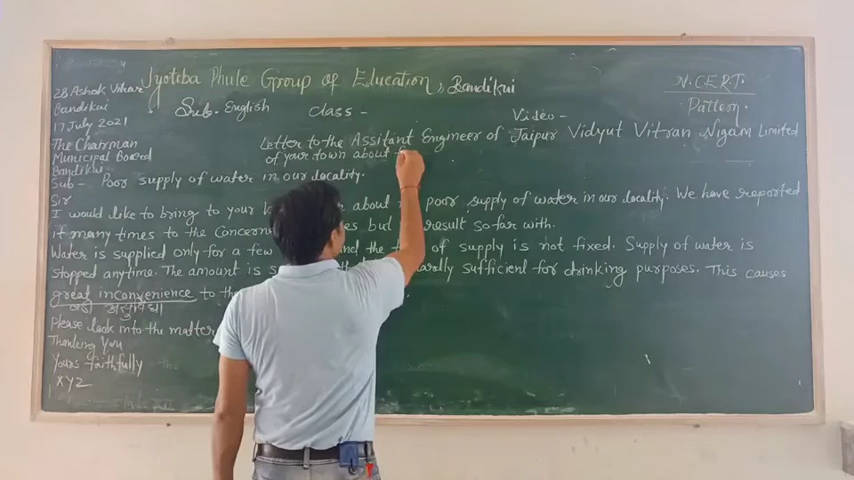 Jyotiba Phule Group of Education, Bandikui
N.C.E.R.T.
Pattern
Sub- English Class - Video -
28 Ashok Vihar
Bandikui
17 July 2021
The Chairman
Municipal Board
Bandikui
Letter to the Assitant Engineer of Jaipur Vidyut Vitran Nigam Limited
of your town about
Sub- Poor supply of water in our locality.
Sir
I would like to bring to your about poor supply of water in our locality. We have reported
it many times to the Concern but result so far with.
Water is supplied only for a few and the of supply is not fixed. Supply of water is
stopped anytime. The amount is hardly sufficient for drinking purposes. This causes
great inconvenience to the
Please look into the matter
Thanking You
Yours faithfully
XYZ